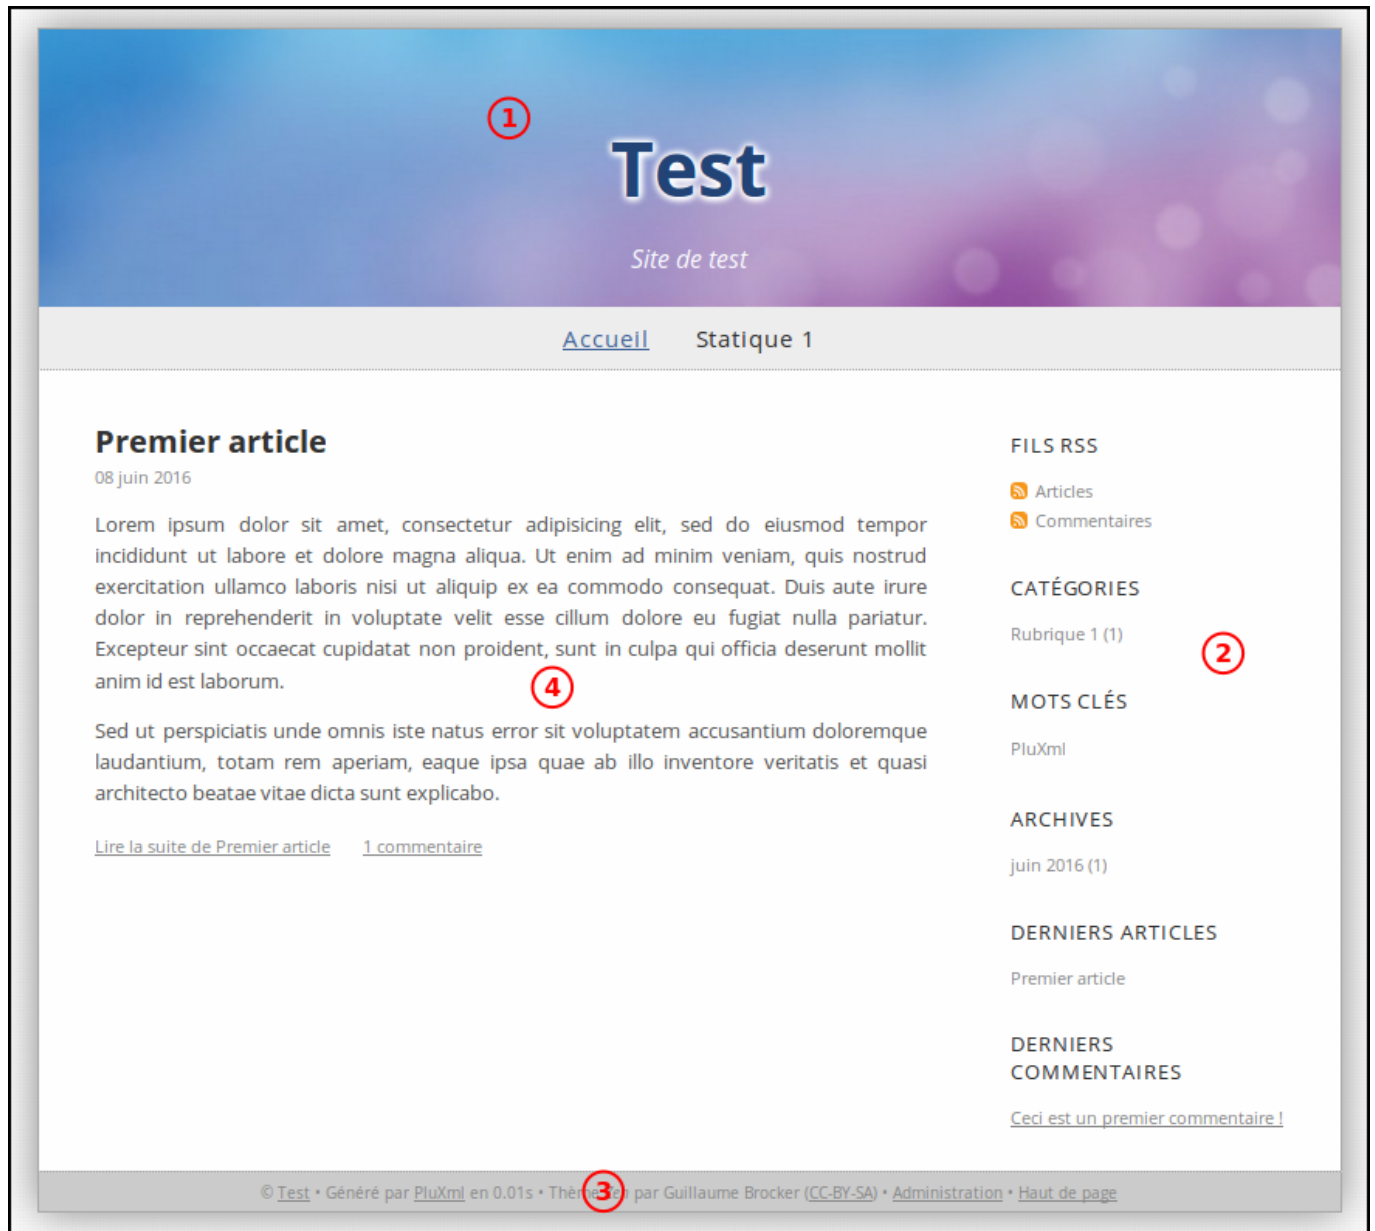 1
Test
Site de test
Accueil Statique 1
Premier article
08 juin 2016
Lorem ipsum dolor sit amet, consectetur adipisicing elit, sed do eiusmod tempor
incididunt ut labore et dolore magna aliqua. Ut enim ad minim veniam, quis nostrud
exercitation ullamco laboris nisi ut aliquip ex ea commodo consequat. Duis aute irure
dolor in reprehenderit in voluptate velit esse cillum dolore eu fugiat nulla pariatur.
Excepteur sint occaecat cupidatat non proident, sunt in culpa qui officia deserunt mollit
anim id est laborum.
4
Sed ut perspiciatis unde omnis iste natus error sit voluptatem accusantium doloremque
laudantium, totam rem aperiam, eaque ipsa quae ab illo inventore veritatis et quasi
architecto beatae vitae dicta sunt explicabo.
Lire la suite de Premier article 1 commentaire
FILS RSS
Articles
Commentaires
CATÉGORIES
Rubrique 1 (1)
2
MOTS CLÉS
PluXml
ARCHIVES
juin 2016 (1)
DERNIERS ARTICLES
Premier article
DERNIERS
COMMENTAIRES
Ceci est un premier commentaire !
© Test • Généré par PluXml en 0.01s • Thème 3 par Guillaume Brocker (CC-BY-SA) • Administration • Haut de page